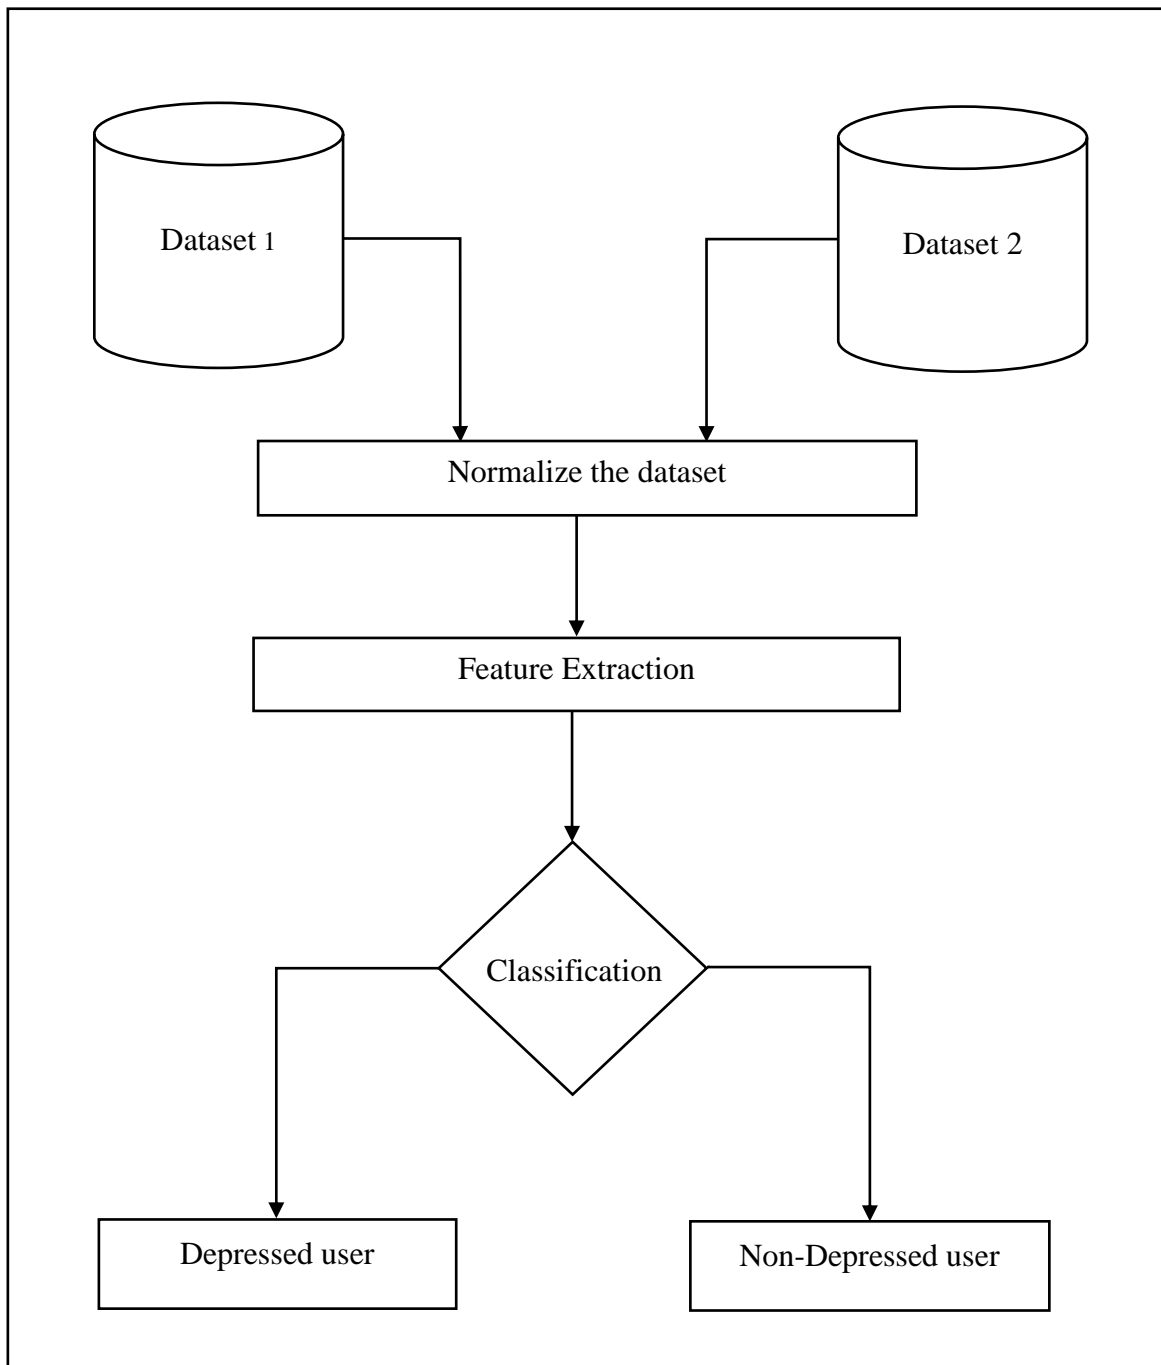 Dataset 1
Dataset 2
Normalize the dataset
Feature Extraction
Classification
Depressed user
Non-Depressed user